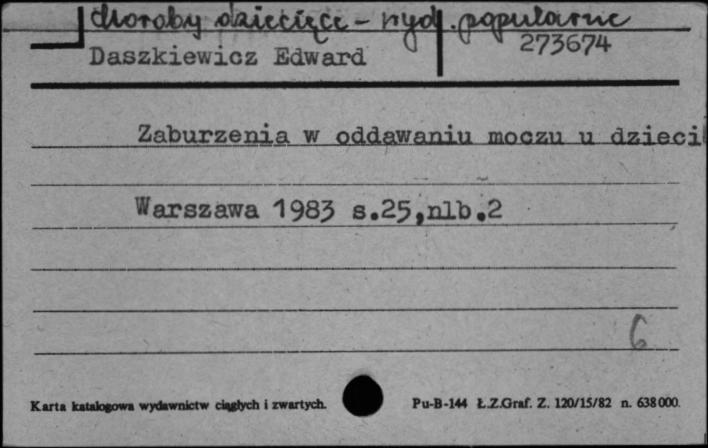 Choroby dziecięce - wyd. popularne
273674
Daszkiewicz Edward
Zaburzenia w oddawaniu moczu u dzieci
Warszawa 1983 s.25,nlb.2
6
Karta katalogowa wydawnictw ciągłych i zwartych.
Pu-B-144 Ł.Z.Graf. Z. 120/15/82 n. 638000.